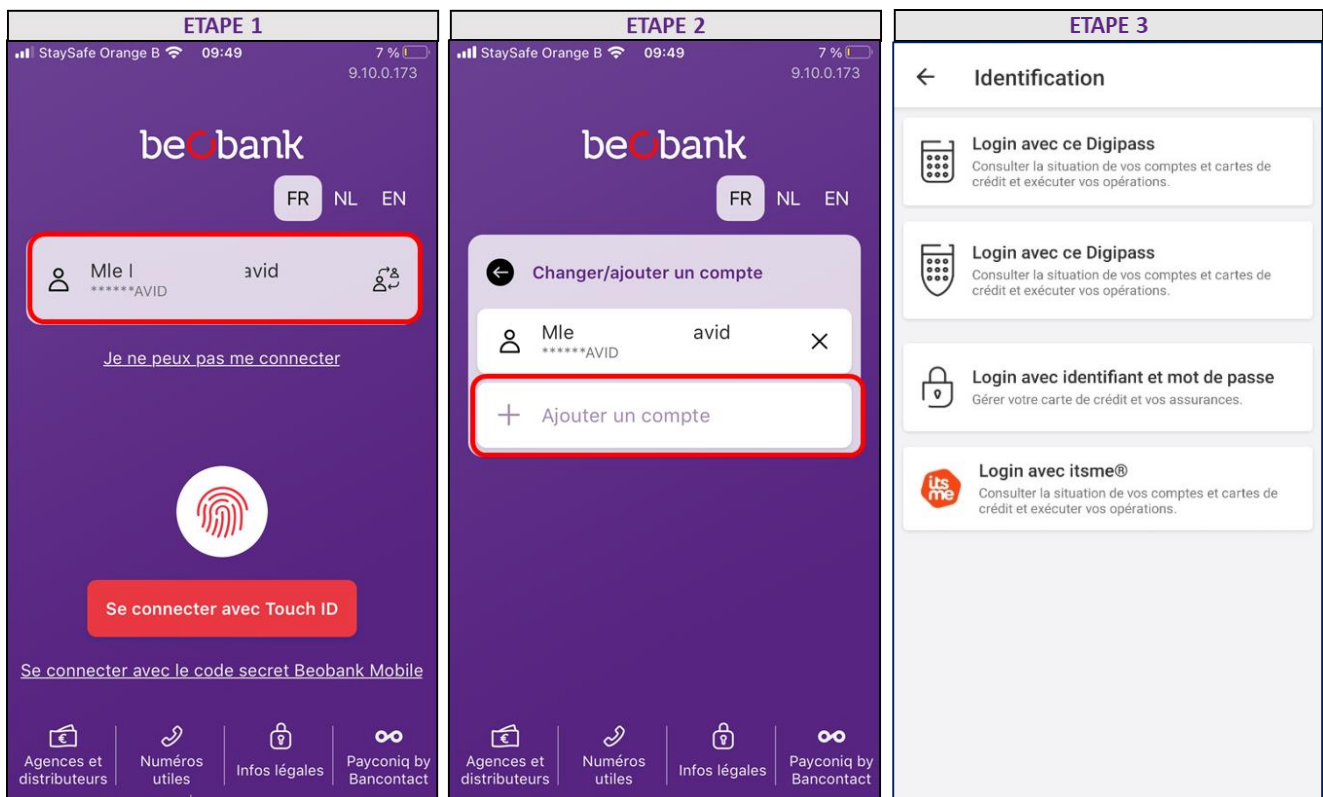 ETAPE 1
StaySafe Orange B 09:49 7 %
9.10.0.173
beobank
FR NL EN
Mle l avid
******AVID
Je ne peux pas me connecter
Se connecter avec Touch ID
Se connecter avec le code secret Beobank Mobile
Agences et
distributeurs
Numéros
utiles
Infos légales
Payconiq by
Bancontact
ETAPE 2
StaySafe Orange B 09:49 7 %
9.10.0.173
beobank
FR NL EN
Changer/ajouter un compte
Mle avid
******AVID
Ajouter un compte
Agences et
distributeurs
Numéros
utiles
Infos légales
Payconiq by
Bancontact
ETAPE 3
Identification
Login avec ce Digipass
Consulter la situation de vos comptes et cartes de
crédit et exécuter vos opérations.
Login avec ce Digipass
Consulter la situation de vos comptes et cartes de
crédit et exécuter vos opérations.
Login avec identifiant et mot de passe
Gérer votre carte de crédit et vos assurances.
its
me
Login avec itsme®
Consulter la situation de vos comptes et cartes de
crédit et exécuter vos opérations.